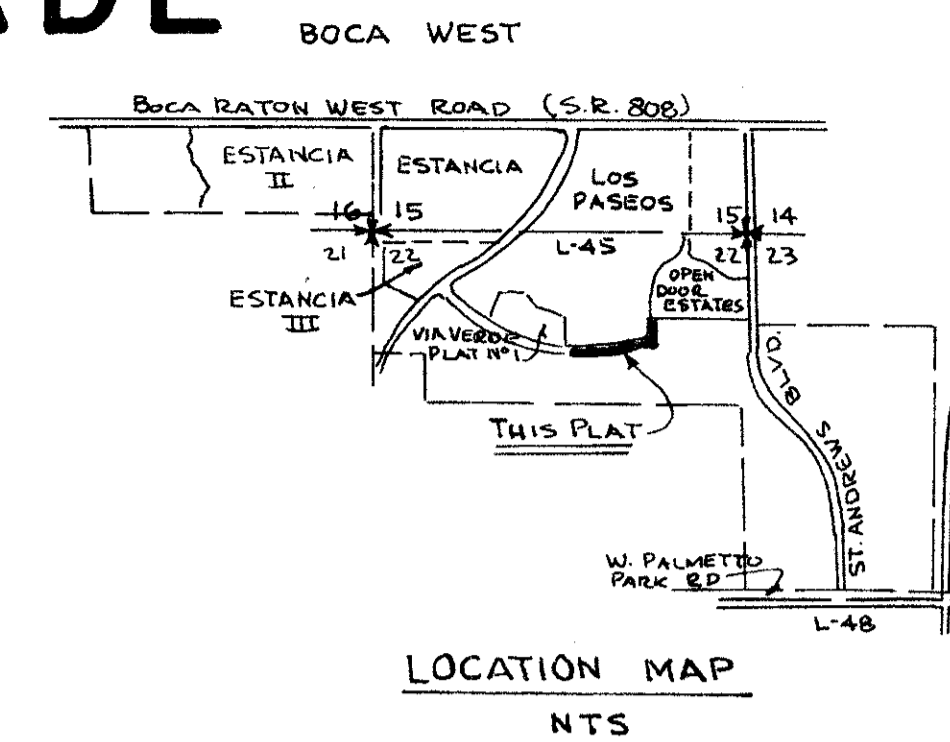 ADE
BOCA WEST
BOCA RATON WEST ROAD (S.R. 808)
ESTANCIA
II
ESTANCIA
LOS
PASEOS
16 15
15 14
21 22
22 23
L-45
OPEN
DOOR
ESTATES
ESTANCIA
III
VIA VERDE
PLAT Nº 1
THIS PLAT
ST. ANDREWS BLVD.
W. PALMETTO
PARK RD
L-48
LOCATION MAP
NTS